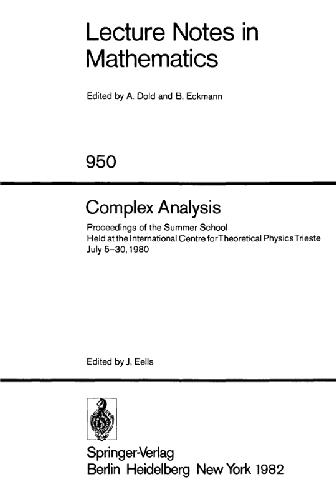 Lecture Notes in
Mathematics
Edited by A. Dold and B. Eckmann
950
Complex Analysis
Proceedings of the Summer School
Held at the International Centre for Theoretical Physics Trieste
July 5–30, 1980
Edited by J. Eells
Springer-Verlag
Berlin Heidelberg New York 1982